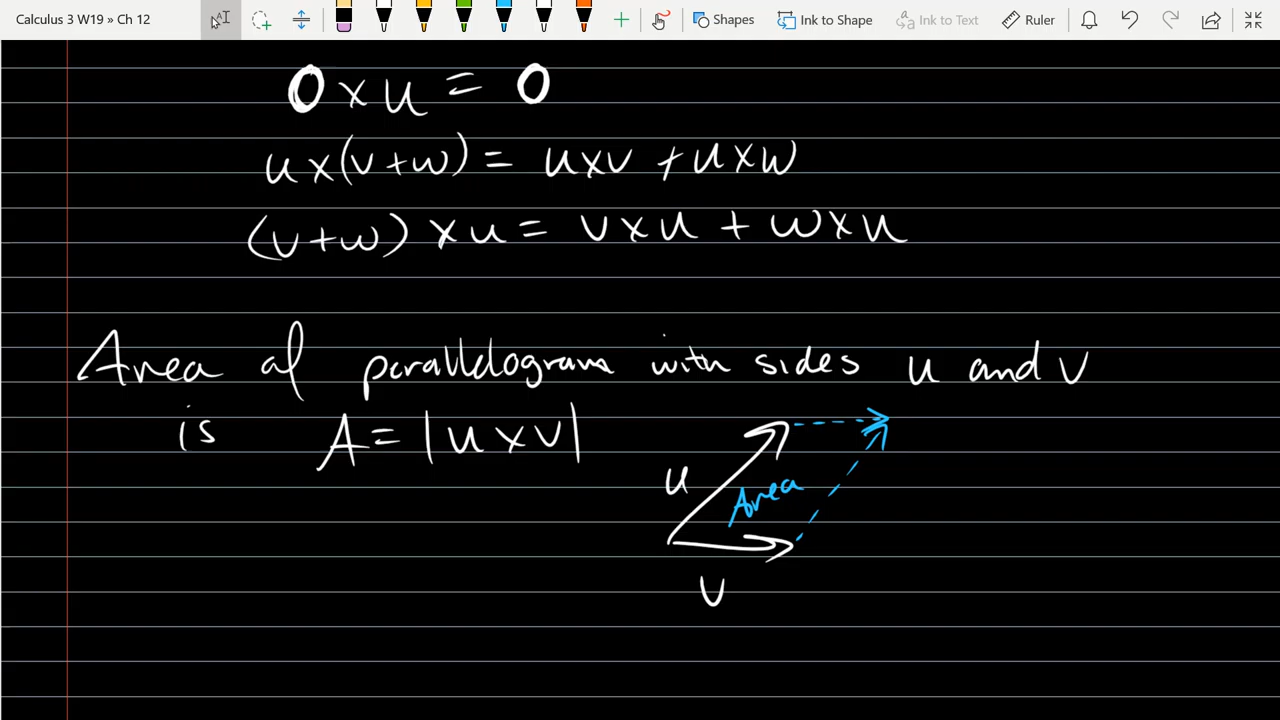 Calculus 3 W19 » Ch 12 Shapes Ink to Shape Ink to Text Ruler
0 x u = 0
u x (v + w) = u x v + u x w
(v + w) x u = v x u + w x u
Area of parallelogram with sides u and v
is A = |u x v|
u
Area
v